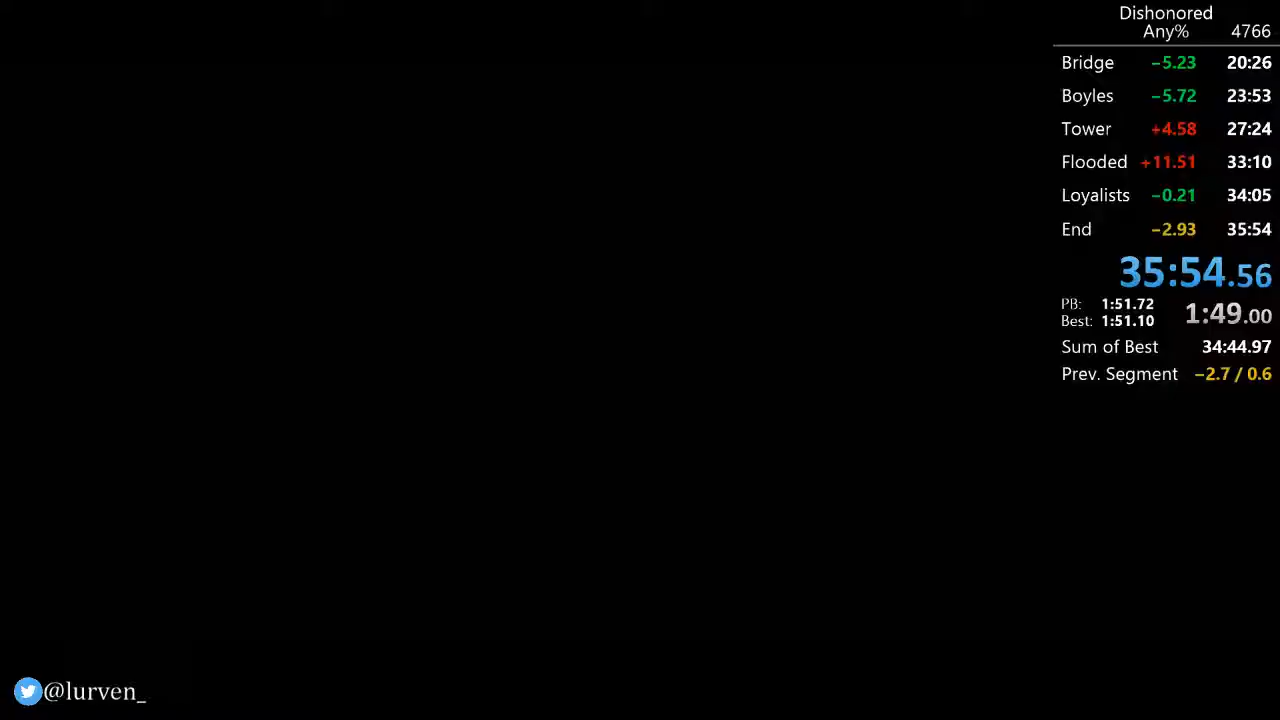 Dishonored
Any% 4766
Bridge −5.23 20:26
Boyles −5.72 23:53
Tower +4.58 27:24
Flooded +11.51 33:10
Loyalists −0.21 34:05
End −2.93 35:54
35:54.56
PB: 1:51.72 1:49.00
Best: 1:51.10
Sum of Best 34:44.97
Prev. Segment −2.7 / 0.6
@lurven_